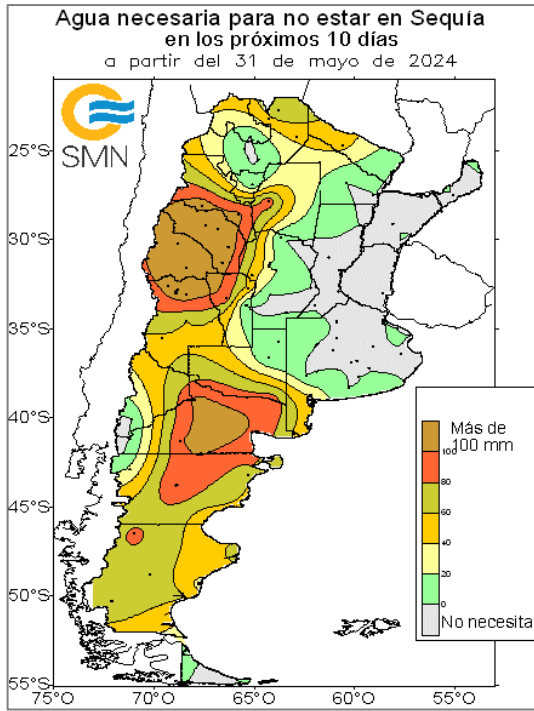 Agua necesaria para no estar en Sequía
en los próximos 10 días
a partir del 31 de mayo de 2024
SMN
25°S
30°S
35°S
40°S
45°S
50°S
55°S
75°O
70°O
65°O
60°O
55°O
Más de
100 mm
100
80
60
40
20
0
No necesita